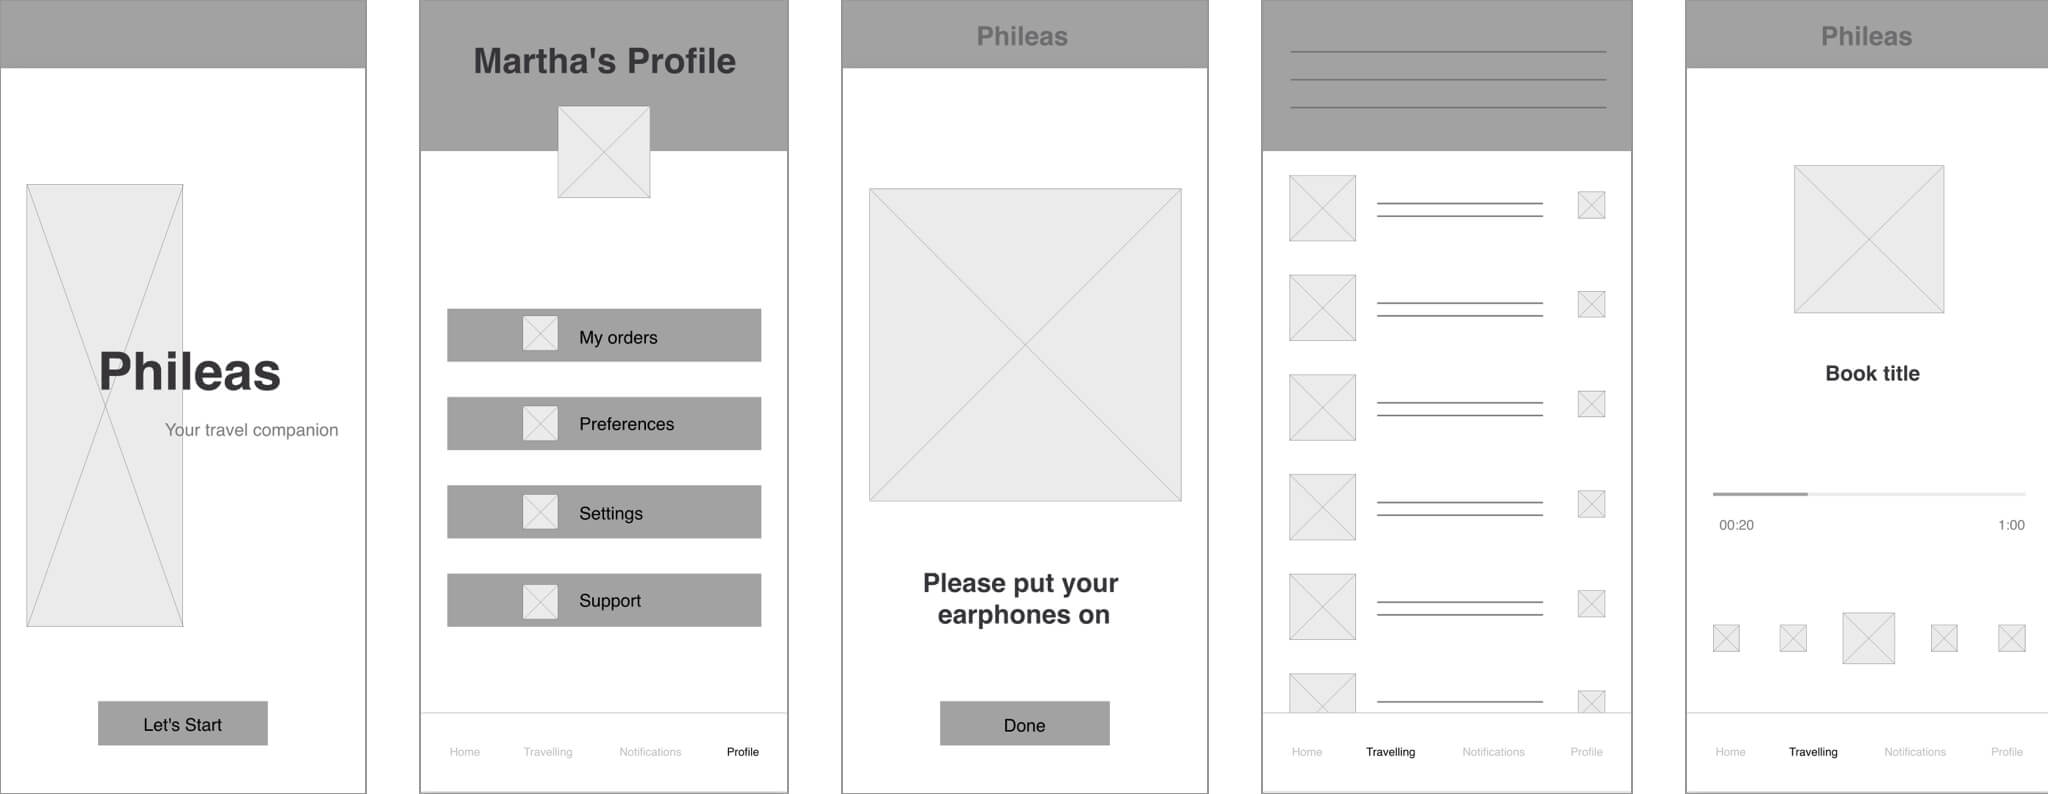 Phileas
Your travel companion
Let's Start
Martha's Profile
My orders
Preferences
Settings
Support
Home Travelling Notifications Profile
Phileas
Please put your
earphones on
Done
Home Travelling Notifications Profile
Phileas
Book title
00:20 1:00
Home Travelling Notifications Profile